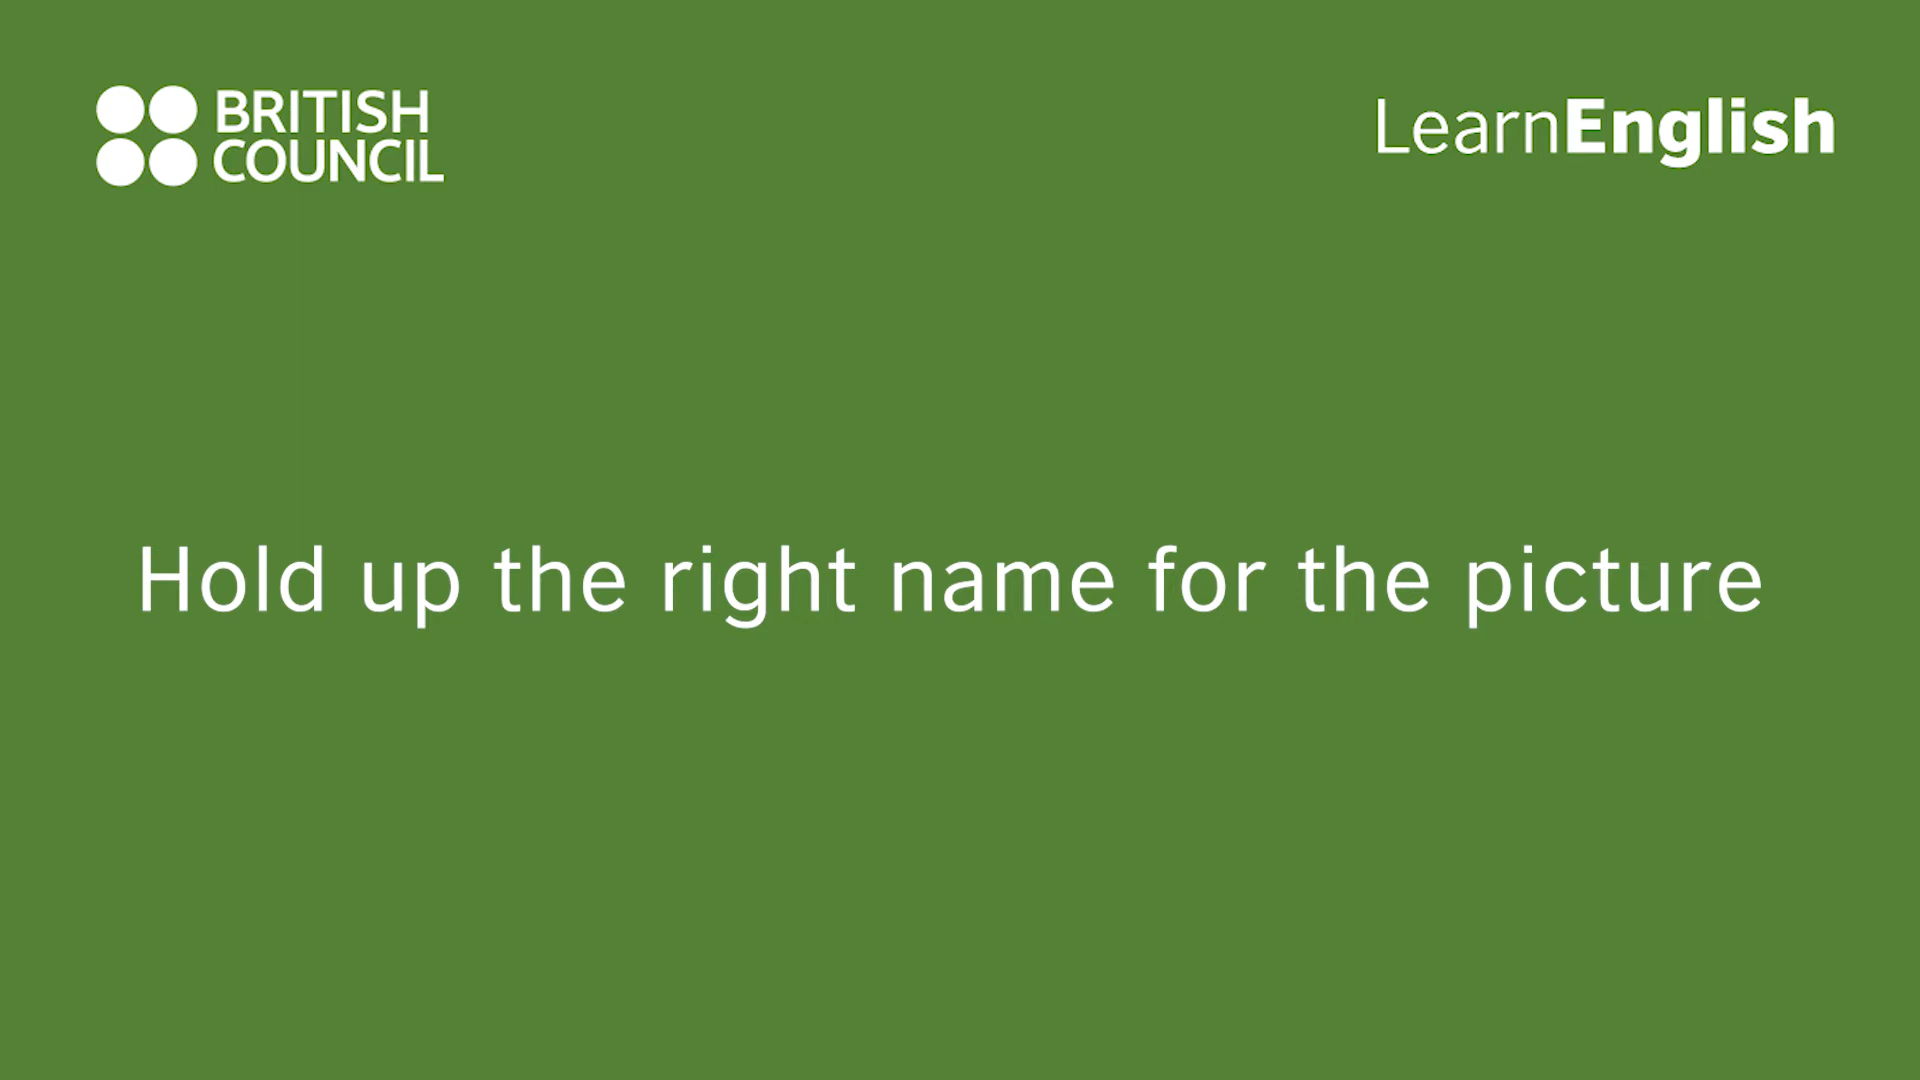 BRITISH
COUNCIL
LearnEnglish
Hold up the right name for the picture